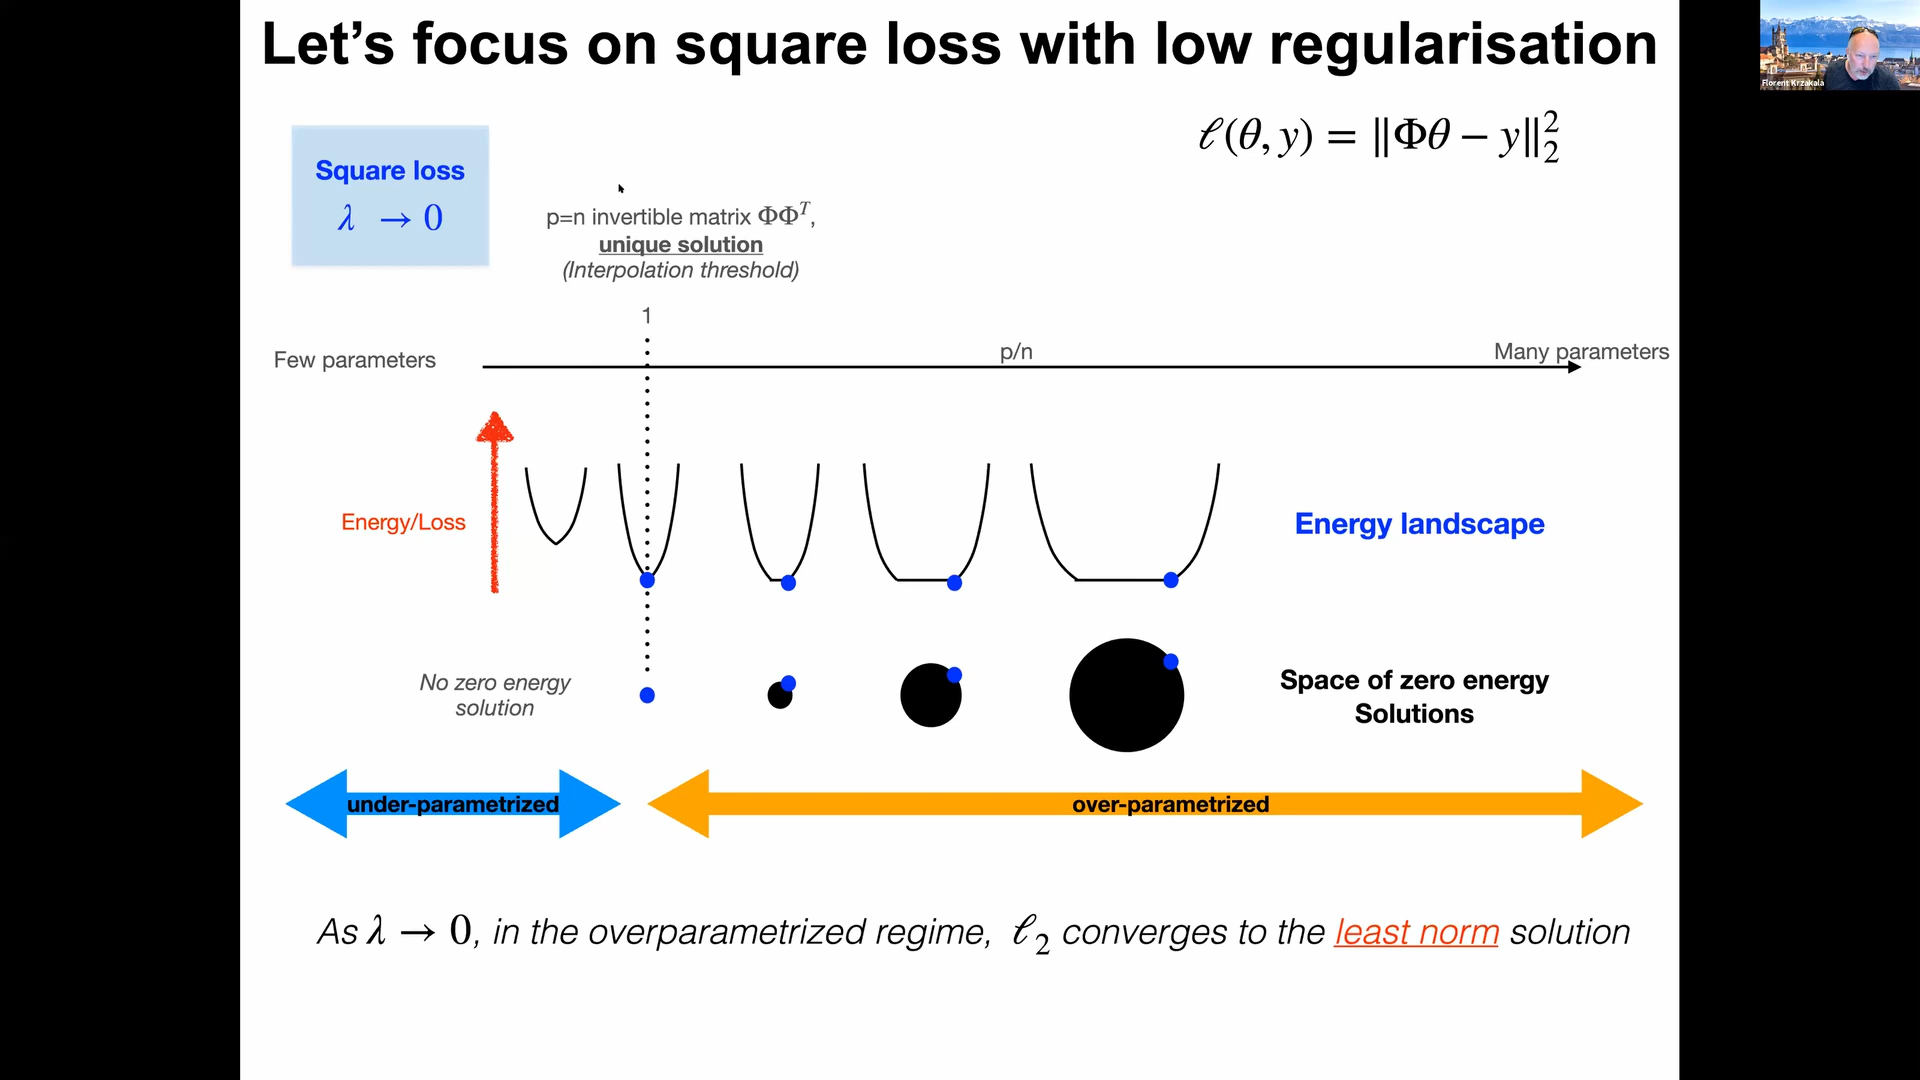 Let's focus on square loss with low regularisation
Florent Krzakala
ℓ(θ, y) = ‖Φθ − y‖₂²
Square loss
λ → 0
p=n invertible matrix ΦΦᵀ,
unique solution
(Interpolation threshold)
1
Few parameters
p/n
Many parameters
Energy/Loss
Energy landscape
No zero energy
solution
Space of zero energy
Solutions
under-parametrized
over-parametrized
As λ → 0, in the overparametrized regime, ℓ₂ converges to the least norm solution